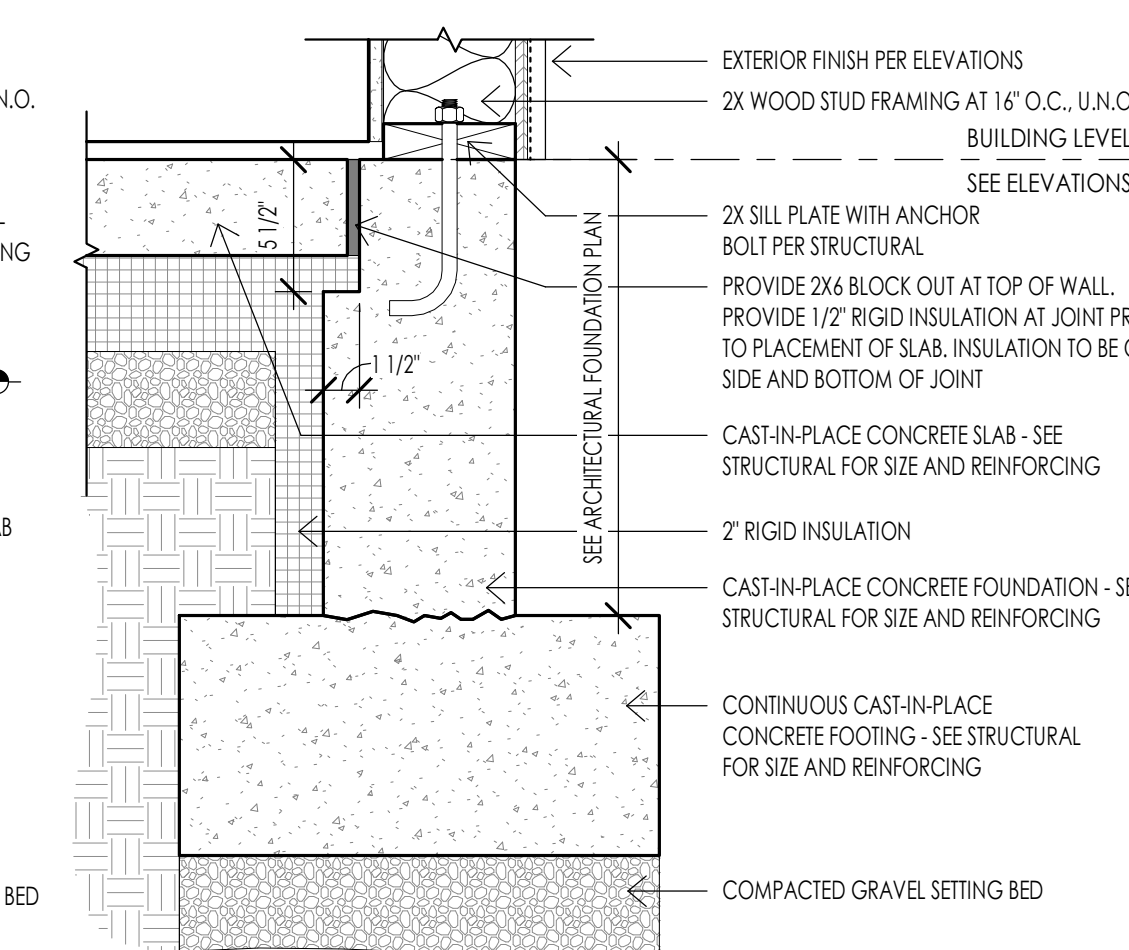 N.O.
NG
AB
BED
EXTERIOR FINISH PER ELEVATIONS
2X WOOD STUD FRAMING AT 16" O.C., U.N.O
BUILDING LEVEL
SEE ELEVATIONS
2X SILL PLATE WITH ANCHOR
BOLT PER STRUCTURAL
PROVIDE 2X6 BLOCK OUT AT TOP OF WALL.
PROVIDE 1/2" RIGID INSULATION AT JOINT PR
TO PLACEMENT OF SLAB. INSULATION TO BE
SIDE AND BOTTOM OF JOINT
CAST-IN-PLACE CONCRETE SLAB - SEE
STRUCTURAL FOR SIZE AND REINFORCING
2" RIGID INSULATION
CAST-IN-PLACE CONCRETE FOUNDATION - SE
STRUCTURAL FOR SIZE AND REINFORCING
CONTINUOUS CAST-IN-PLACE
CONCRETE FOOTING - SEE STRUCTURAL
FOR SIZE AND REINFORCING
COMPACTED GRAVEL SETTING BED
5 1/2"
1 1/2"
SEE ARCHITECTURAL FOUNDATION PLAN